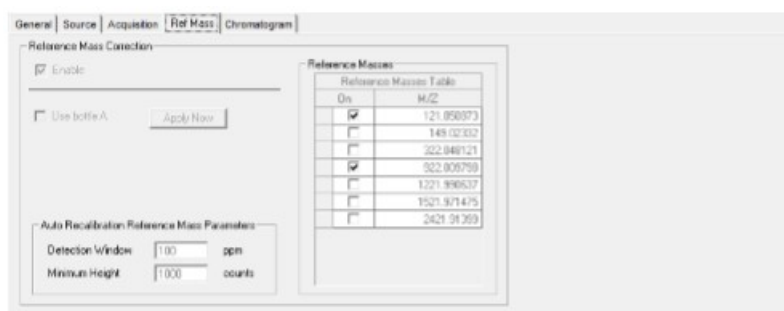 General Source Acquisition Ref Mass Chromatogram
Reference Mass Correction
Enable
Use bottle A Apply Now
Reference Masses
Reference Masses Table
On M/Z
121.050873
149.02332
322.048121
922.009798
1221.990637
1521.971475
2421.91399
Auto Recalibration Reference Mass Parameters
Detection Window 100 ppm
Minimum Height 1000 counts